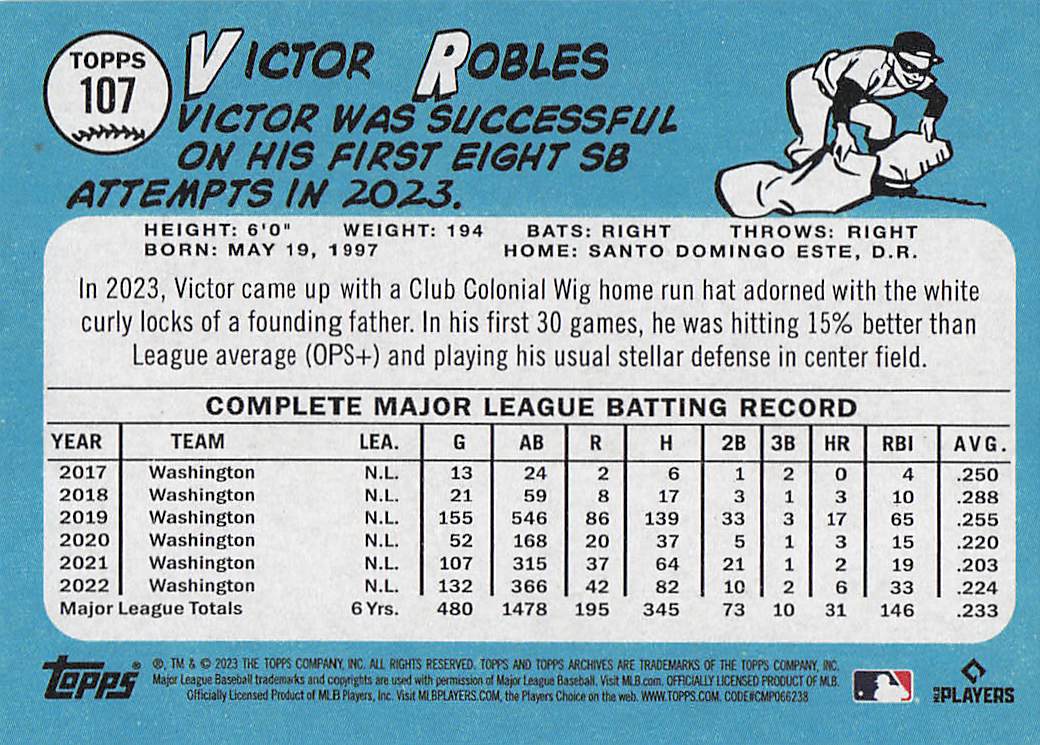 TOPPS
107
VICTOR ROBLES
VICTOR WAS SUCCESSFUL
ON HIS FIRST EIGHT SB
ATTEMPTS IN 2023.
HEIGHT: 6'0" WEIGHT: 194 BATS: RIGHT THROWS: RIGHT
BORN: MAY 19, 1997 HOME: SANTO DOMINGO ESTE, D.R.
In 2023, Victor came up with a Club Colonial Wig home run hat adorned with the white
curly locks of a founding father. In his first 30 games, he was hitting 15% better than
League average (OPS+) and playing his usual stellar defense in center field.
COMPLETE MAJOR LEAGUE BATTING RECORD
YEAR TEAM LEA. G AB R H 2B 3B HR RBI AVG.
2017 Washington N.L. 13 24 2 6 1 2 0 4 .250
2018 Washington N.L. 21 59 8 17 3 1 3 10 .288
2019 Washington N.L. 155 546 86 139 33 3 17 65 .255
2020 Washington N.L. 52 168 20 37 5 1 3 15 .220
2021 Washington N.L. 107 315 37 64 21 1 2 19 .203
2022 Washington N.L. 132 366 42 82 10 2 6 33 .224
Major League Totals 6 Yrs. 480 1478 195 345 73 10 31 146 .233
Topps® ®, TM & © 2023 THE TOPPS COMPANY, INC. ALL RIGHTS RESERVED. TOPPS AND TOPPS ARCHIVES ARE TRADEMARKS OF THE TOPPS COMPANY, INC.
Major League Baseball trademarks and copyrights are used with permission of Major League Baseball. Visit MLB.com. OFFICIALLY LICENSED PRODUCT OF MLB.
Officially Licensed Product of MLB Players, Inc. Visit MLBPLAYERS.COM, the Players Choice on the web. WWW.TOPPS.COM. CODE#CMP066238
MLB PLAYERS